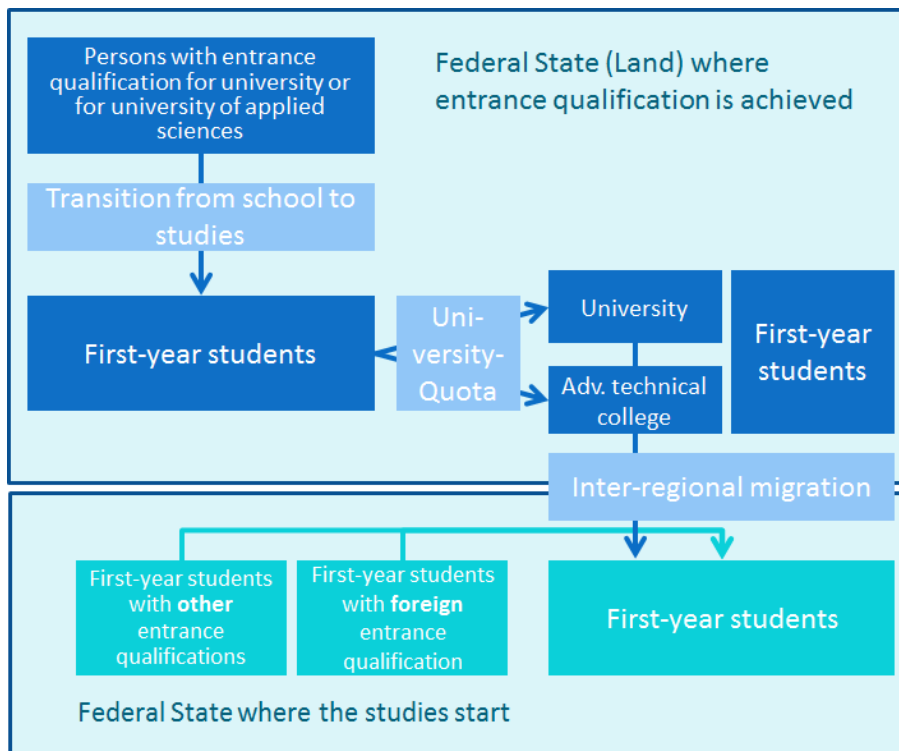 Persons with entrance
qualification for university or
for university of applied
sciences
Federal State (Land) where
entrance qualification is achieved
Transition from school to
studies
First-year students
Uni-
versity-
Quota
University
Adv. technical
college
First-year
students
Inter-regional migration
First-year students
with other
entrance
qualifications
First-year students
with foreign
entrance
qualification
First-year students
Federal State where the studies start